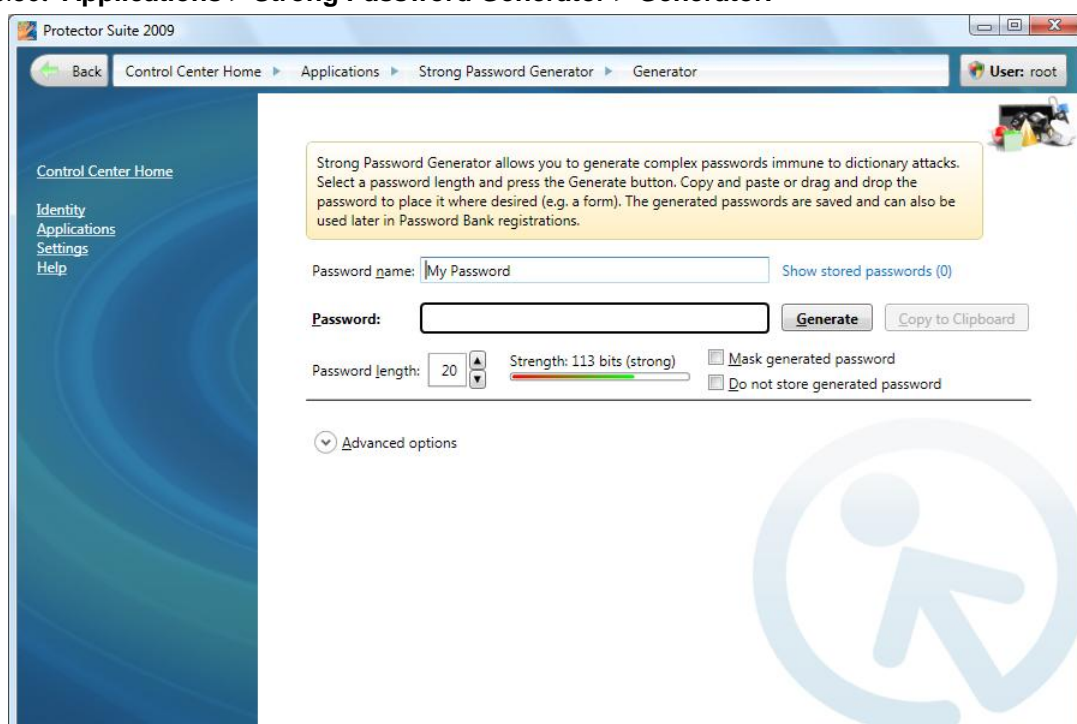 Applications > Strong Password Generator > Generator.
Protector Suite 2009
Back Control Center Home Applications Strong Password Generator Generator User: root
Control Center Home
Identity
Applications
Settings
Help
Strong Password Generator allows you to generate complex passwords immune to dictionary attacks.
Select a password length and press the Generate button. Copy and paste or drag and drop the
password to place it where desired (e.g. a form). The generated passwords are saved and can also be
used later in Password Bank registrations.
Password name: My Password Show stored passwords (0)
Password: Generate Copy to Clipboard
Password length: 20 Strength: 113 bits (strong) Mask generated password
Do not store generated password
Advanced options